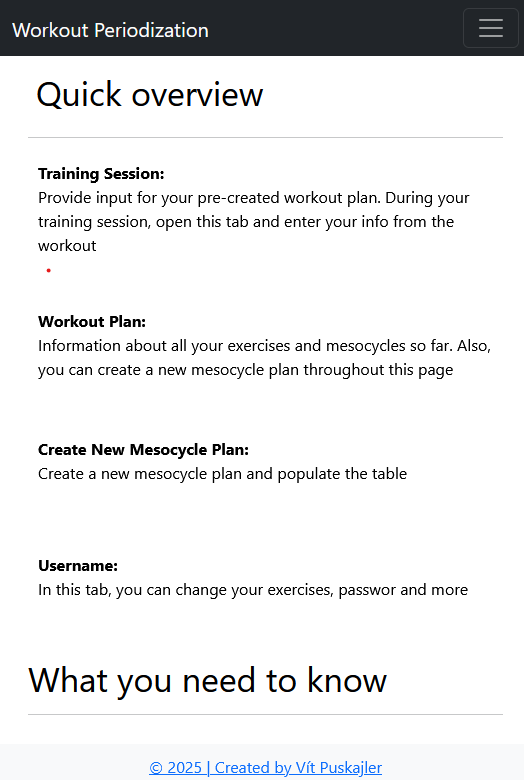 Workout Periodization
Quick overview
Training Session:
Provide input for your pre-created workout plan. During your
training session, open this tab and enter your info from the
workout
Workout Plan:
Information about all your exercises and mesocycles so far. Also,
you can create a new mesocycle plan throughout this page
Create New Mesocycle Plan:
Create a new mesocycle plan and populate the table
Username:
In this tab, you can change your exercises, passwor and more
What you need to know
© 2025 | Created by Vít Puskajler